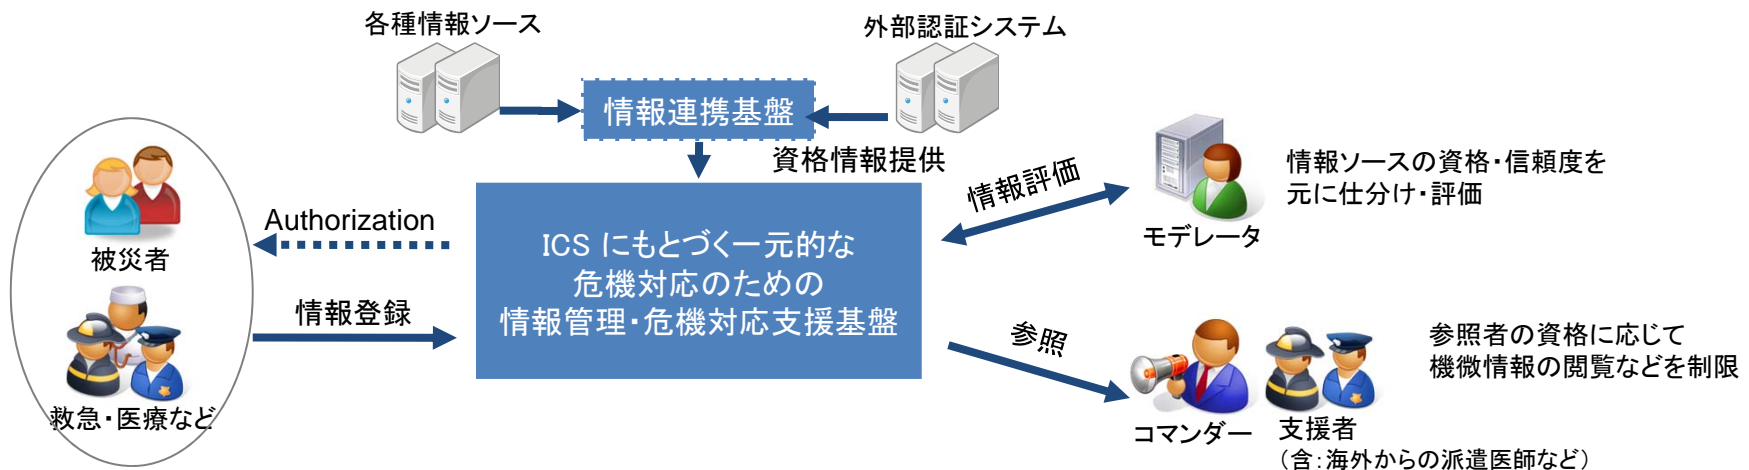 各種情報ソース
外部認証システム
情報連携基盤
資格情報提供
Authorization
被災者
情報登録
救急・医療など
ICS にもとづく一元的な
危機対応のための
情報管理・危機対応支援基盤
情報評価
モデレータ
情報ソースの資格・信頼度を
元に仕分け・評価
参照
コマンダー
支援者
（含：海外からの派遣医師など）
参照者の資格に応じて
機微情報の閲覧などを制限